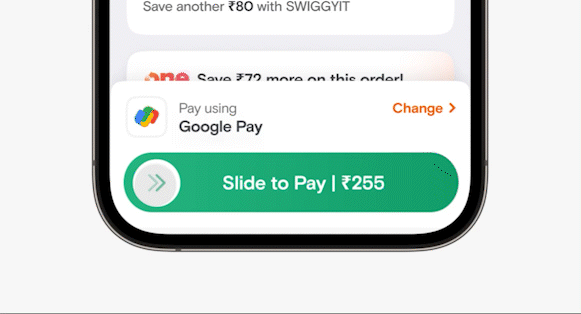 Save another ₹80 with SWIGGYIT
one Save ₹72 more on this order!
Pay using
Change >
Google Pay
Slide to Pay | ₹255